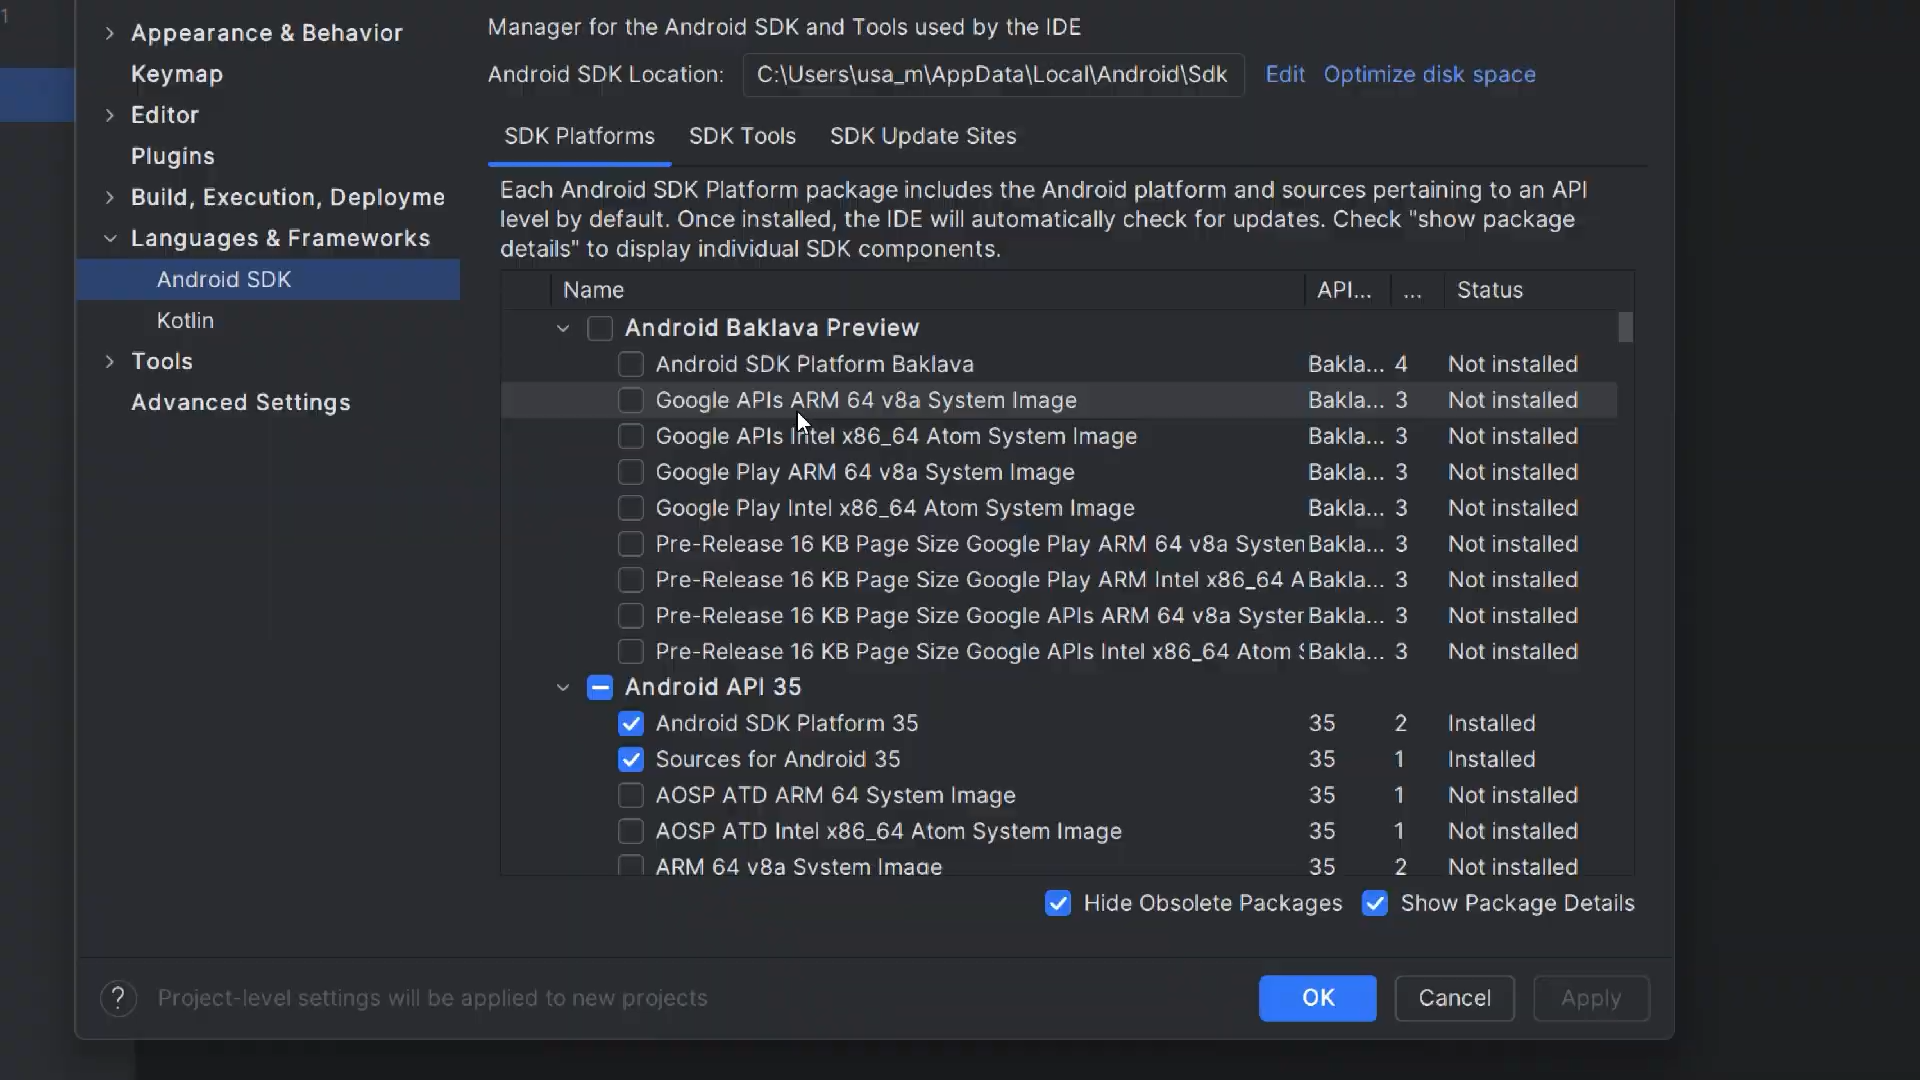 1
Appearance & Behavior
Keymap
Editor
Plugins
Build, Execution, Deployme
Languages & Frameworks
Android SDK
Kotlin
Tools
Advanced Settings
Manager for the Android SDK and Tools used by the IDE
Android SDK Location: C:\Users\usa_m\AppData\Local\Android\Sdk Edit Optimize disk space
SDK Platforms SDK Tools SDK Update Sites
Each Android SDK Platform package includes the Android platform and sources pertaining to an API
level by default. Once installed, the IDE will automatically check for updates. Check "show package
details" to display individual SDK components.
Name API... ... Status
Android Baklava Preview
Android SDK Platform Baklava Bakla... 4 Not installed
Google APIs ARM 64 v8a System Image Bakla... 3 Not installed
Google APIs Intel x86_64 Atom System Image Bakla... 3 Not installed
Google Play ARM 64 v8a System Image Bakla... 3 Not installed
Google Play Intel x86_64 Atom System Image Bakla... 3 Not installed
Pre-Release 16 KB Page Size Google Play ARM 64 v8a System Bakla... 3 Not installed
Pre-Release 16 KB Page Size Google Play ARM Intel x86_64 A Bakla... 3 Not installed
Pre-Release 16 KB Page Size Google APIs ARM 64 v8a System Bakla... 3 Not installed
Pre-Release 16 KB Page Size Google APIs Intel x86_64 Atom S Bakla... 3 Not installed
Android API 35
Android SDK Platform 35 35 2 Installed
Sources for Android 35 35 1 Installed
AOSP ATD ARM 64 System Image 35 1 Not installed
AOSP ATD Intel x86_64 Atom System Image 35 1 Not installed
ARM 64 v8a System Image 35 2 Not installed
Hide Obsolete Packages Show Package Details
? Project-level settings will be applied to new projects
OK Cancel Apply